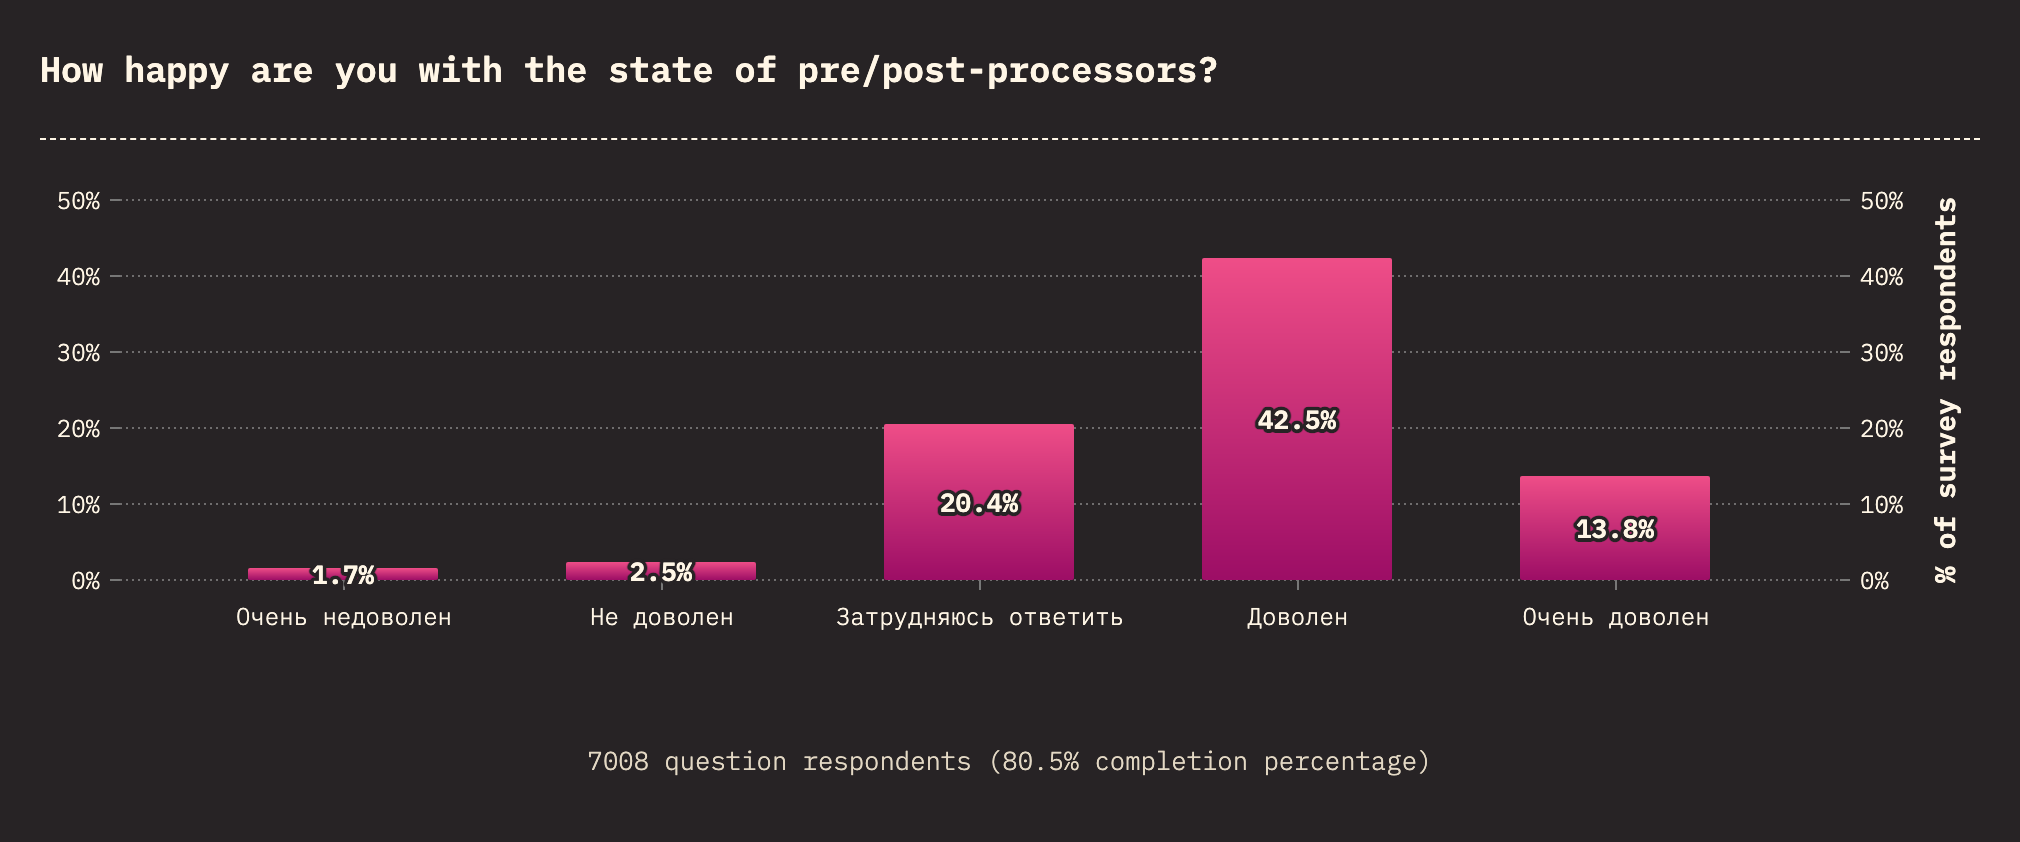 How happy are you with the state of pre/post-processors?
50% 50%
40% 40%
30% 30%
20% 20%
10% 10%
0% 0%
% of survey respondents
1.7% 2.5% 20.4% 42.5% 13.8%
Очень недоволен Не доволен Затрудняюсь ответить Доволен Очень доволен
7008 question respondents (80.5% completion percentage)